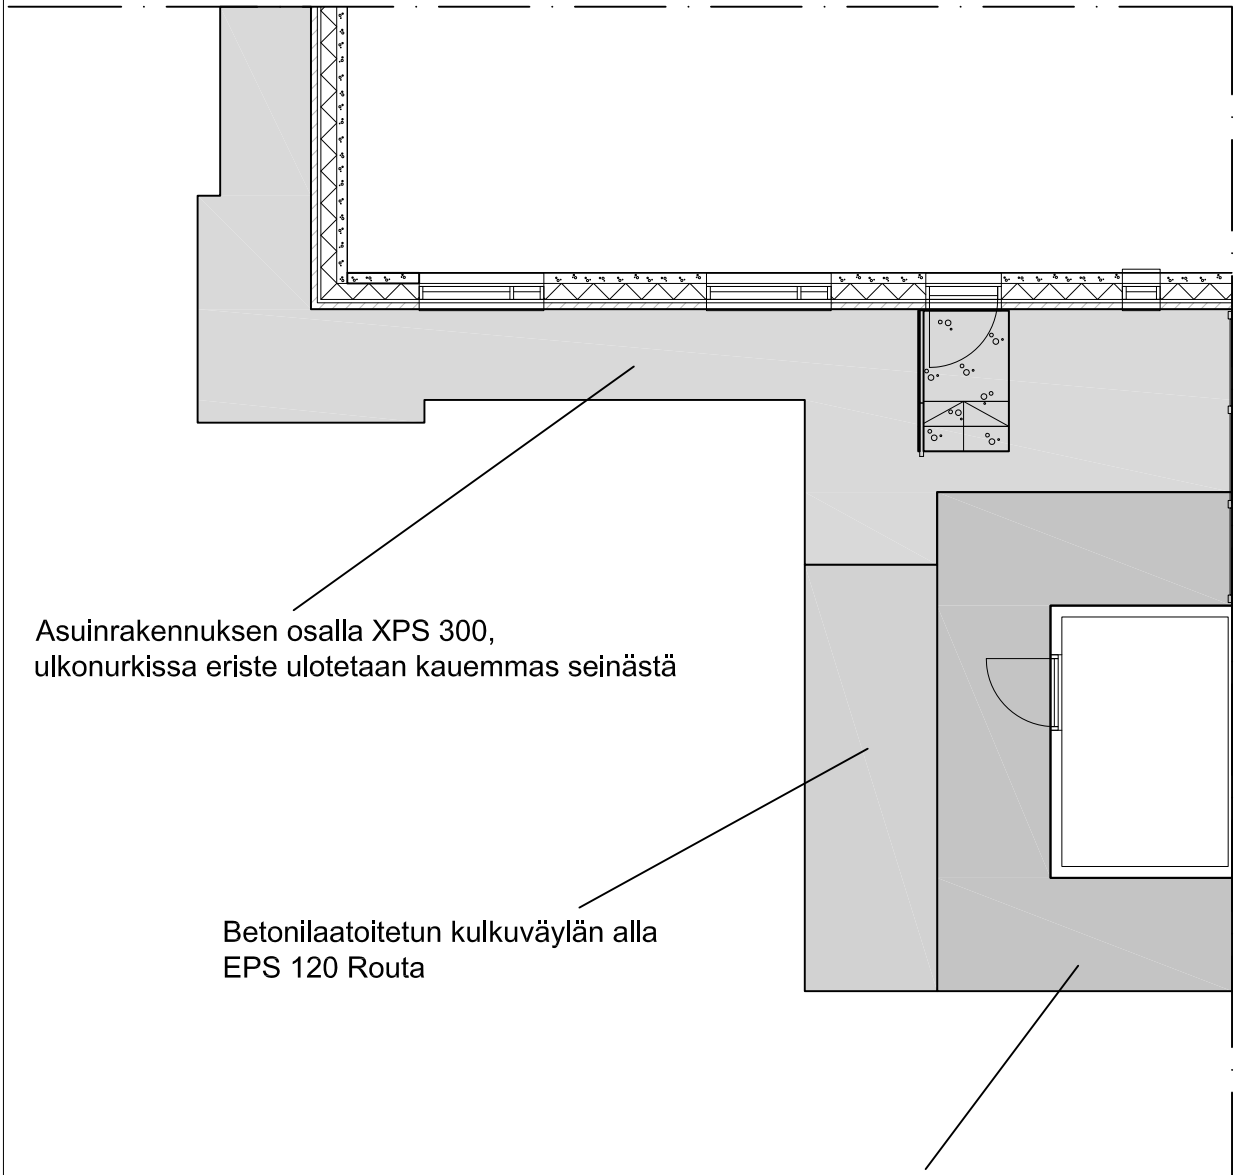 Asuinrakennuksen osalla XPS 300,
ulkonurkissa eriste ulotetaan kauemmas seinästä
Betonilaatoitetun kulkuväylän alla
EPS 120 Routa